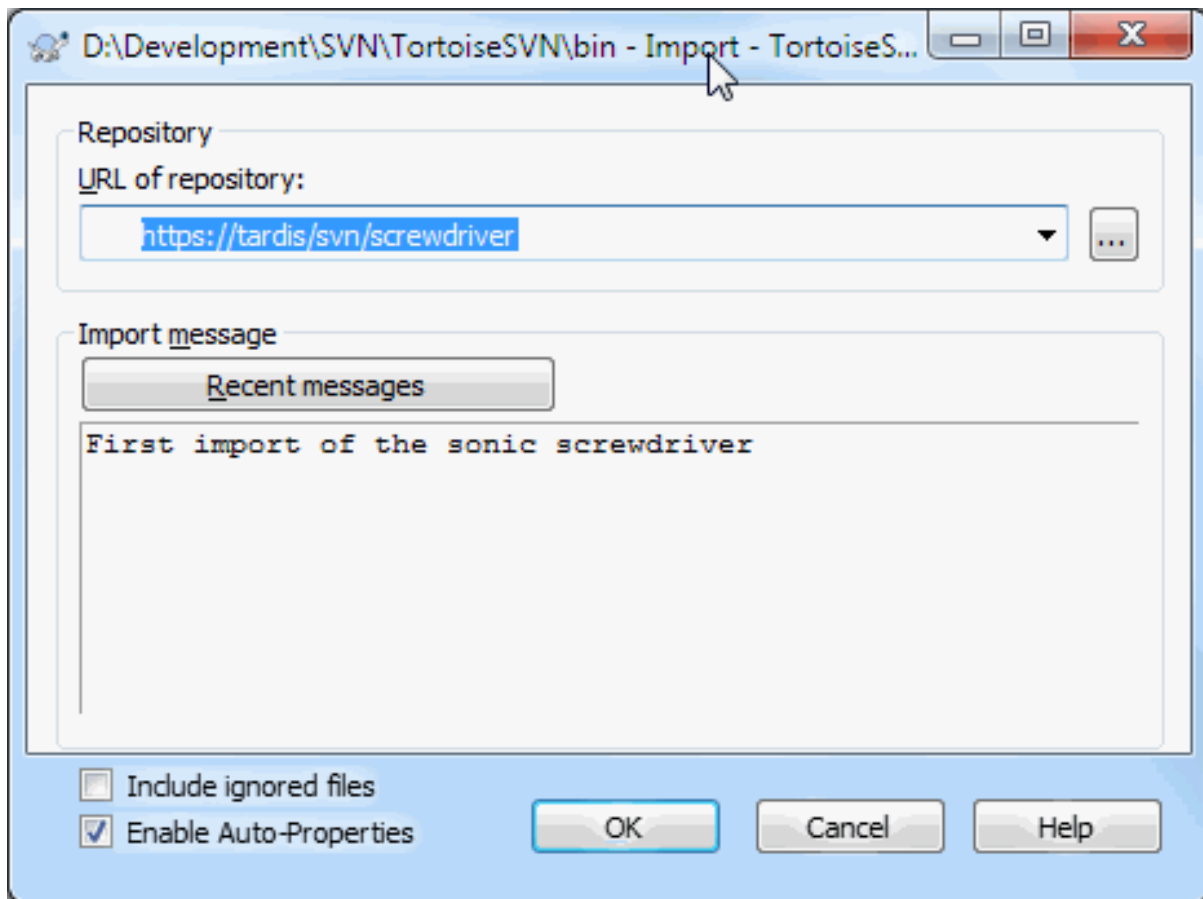 D:\Development\SVN\TortoiseSVN\bin - Import - TortoiseS...
Repository
URL of repository:
https://tardis/svn/screwdriver
...
Import message
Recent messages
First import of the sonic screwdriver
Include ignored files
Enable Auto-Properties
OK
Cancel
Help